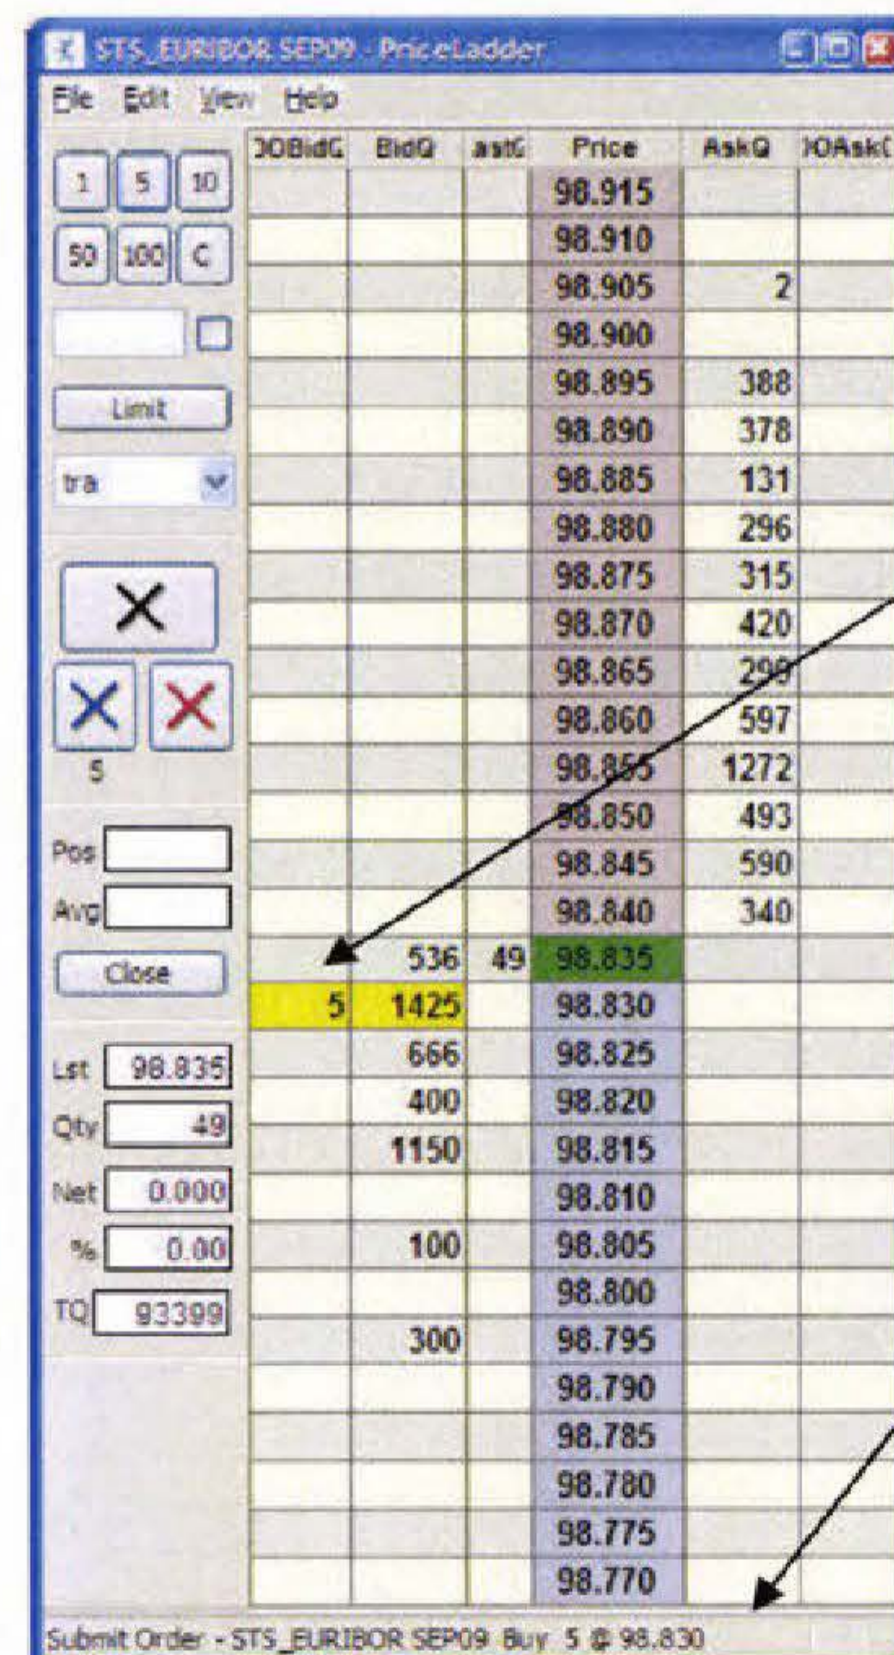 STS_EURIBOR SEP09 - PriceLadder
File Edit View Help
BidQ Price AskQ
1 5 10
50 100 C
Limit
tra
5
Pos
Avg
Close
Lst 98.835
Qty 49
Net 0.000
% 0.00
TQ 93399
98.915
98.910
98.905 2
98.900
98.895 388
98.890 378
98.885 131
98.880 296
98.875 315
98.870 420
98.865
98.860 597
98.855 1272
98.850 493
98.845 590
98.840 340
536 49 98.835
5 1425 98.830
666 98.825
400 98.820
1150 98.815
98.810
100 98.805
98.800
300 98.795
98.790
98.785
98.780
98.775
98.770
Submit Order - STS_EURIBOR SEP09 Buy 5 @ 98.830